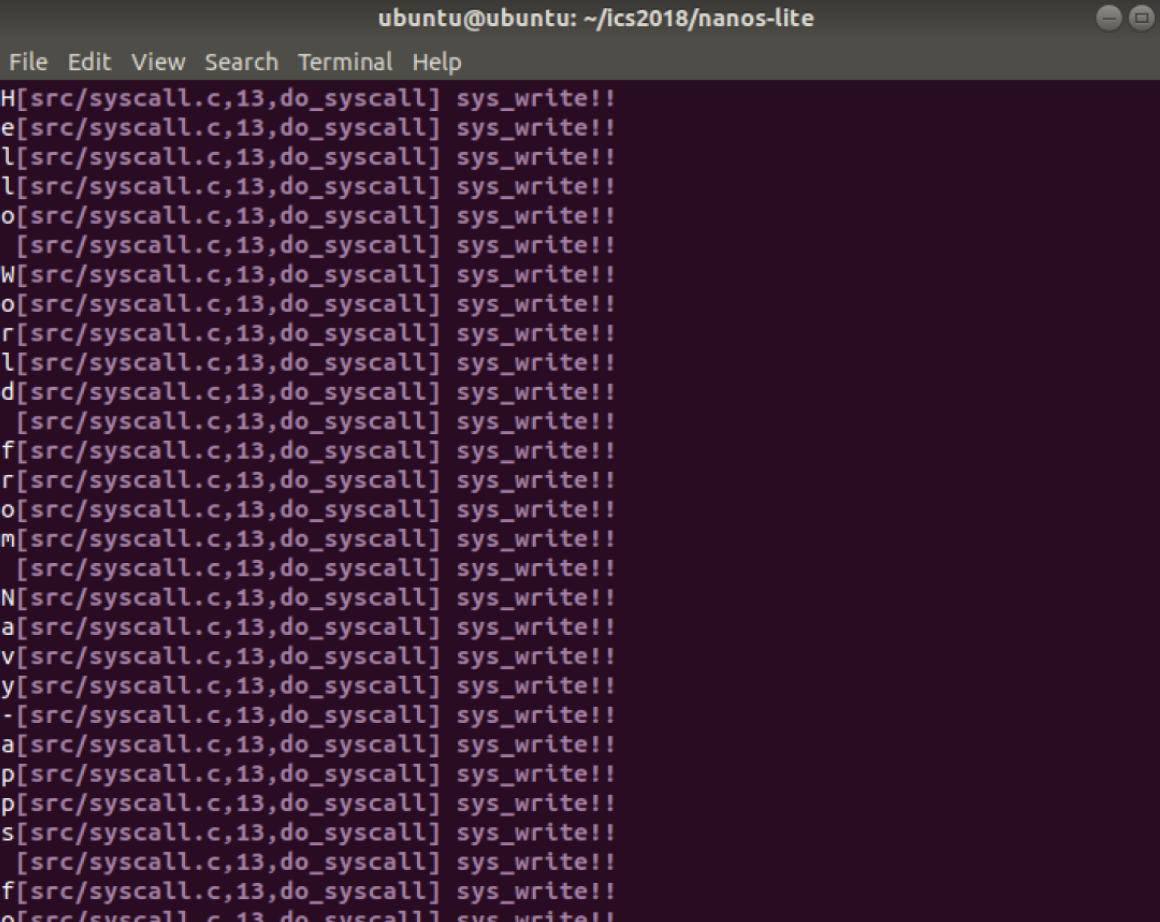 ubuntu@ubuntu: ~/ics2018/nanos-lite
File Edit View Search Terminal Help
H[src/syscall.c,13,do_syscall] sys_write!!
e[src/syscall.c,13,do_syscall] sys_write!!
l[src/syscall.c,13,do_syscall] sys_write!!
l[src/syscall.c,13,do_syscall] sys_write!!
o[src/syscall.c,13,do_syscall] sys_write!!
 [src/syscall.c,13,do_syscall] sys_write!!
W[src/syscall.c,13,do_syscall] sys_write!!
o[src/syscall.c,13,do_syscall] sys_write!!
r[src/syscall.c,13,do_syscall] sys_write!!
l[src/syscall.c,13,do_syscall] sys_write!!
d[src/syscall.c,13,do_syscall] sys_write!!
 [src/syscall.c,13,do_syscall] sys_write!!
f[src/syscall.c,13,do_syscall] sys_write!!
r[src/syscall.c,13,do_syscall] sys_write!!
o[src/syscall.c,13,do_syscall] sys_write!!
m[src/syscall.c,13,do_syscall] sys_write!!
 [src/syscall.c,13,do_syscall] sys_write!!
N[src/syscall.c,13,do_syscall] sys_write!!
a[src/syscall.c,13,do_syscall] sys_write!!
v[src/syscall.c,13,do_syscall] sys_write!!
y[src/syscall.c,13,do_syscall] sys_write!!
-[src/syscall.c,13,do_syscall] sys_write!!
a[src/syscall.c,13,do_syscall] sys_write!!
p[src/syscall.c,13,do_syscall] sys_write!!
p[src/syscall.c,13,do_syscall] sys_write!!
s[src/syscall.c,13,do_syscall] sys_write!!
 [src/syscall.c,13,do_syscall] sys_write!!
f[src/syscall.c,13,do_syscall] sys_write!!
o[src/syscall.c,13,do_syscall] sys_write!!